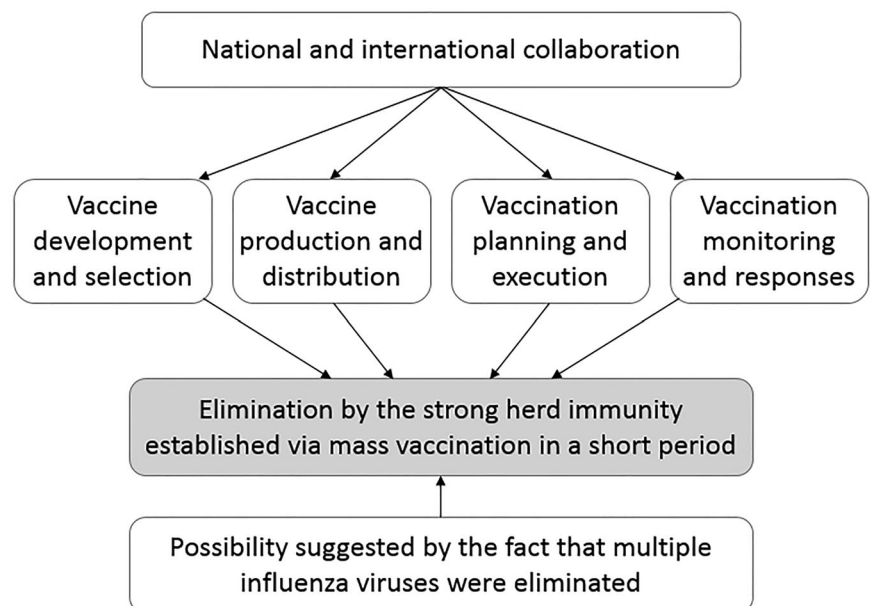 National and international collaboration
Vaccine
development
and selection
Vaccine
production and
distribution
Vaccination
planning and
execution
Vaccination
monitoring
and responses
Elimination by the strong herd immunity
established via mass vaccination in a short period
Possibility suggested by the fact that multiple
influenza viruses were eliminated